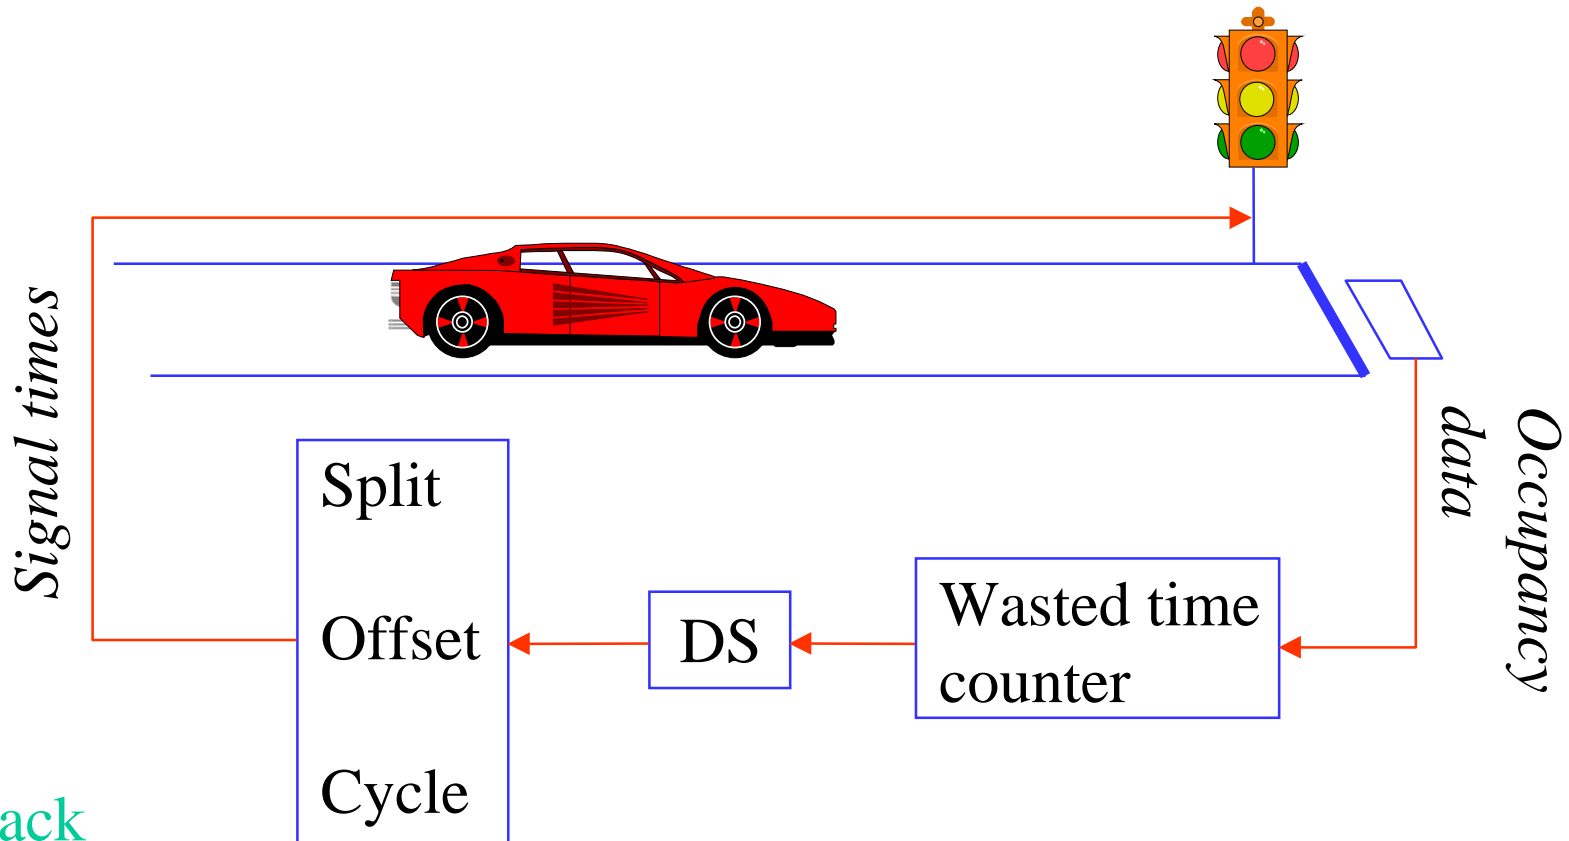 Signal times
Occupancy
data
Split
Offset
Cycle
DS
Wasted time
counter
ack